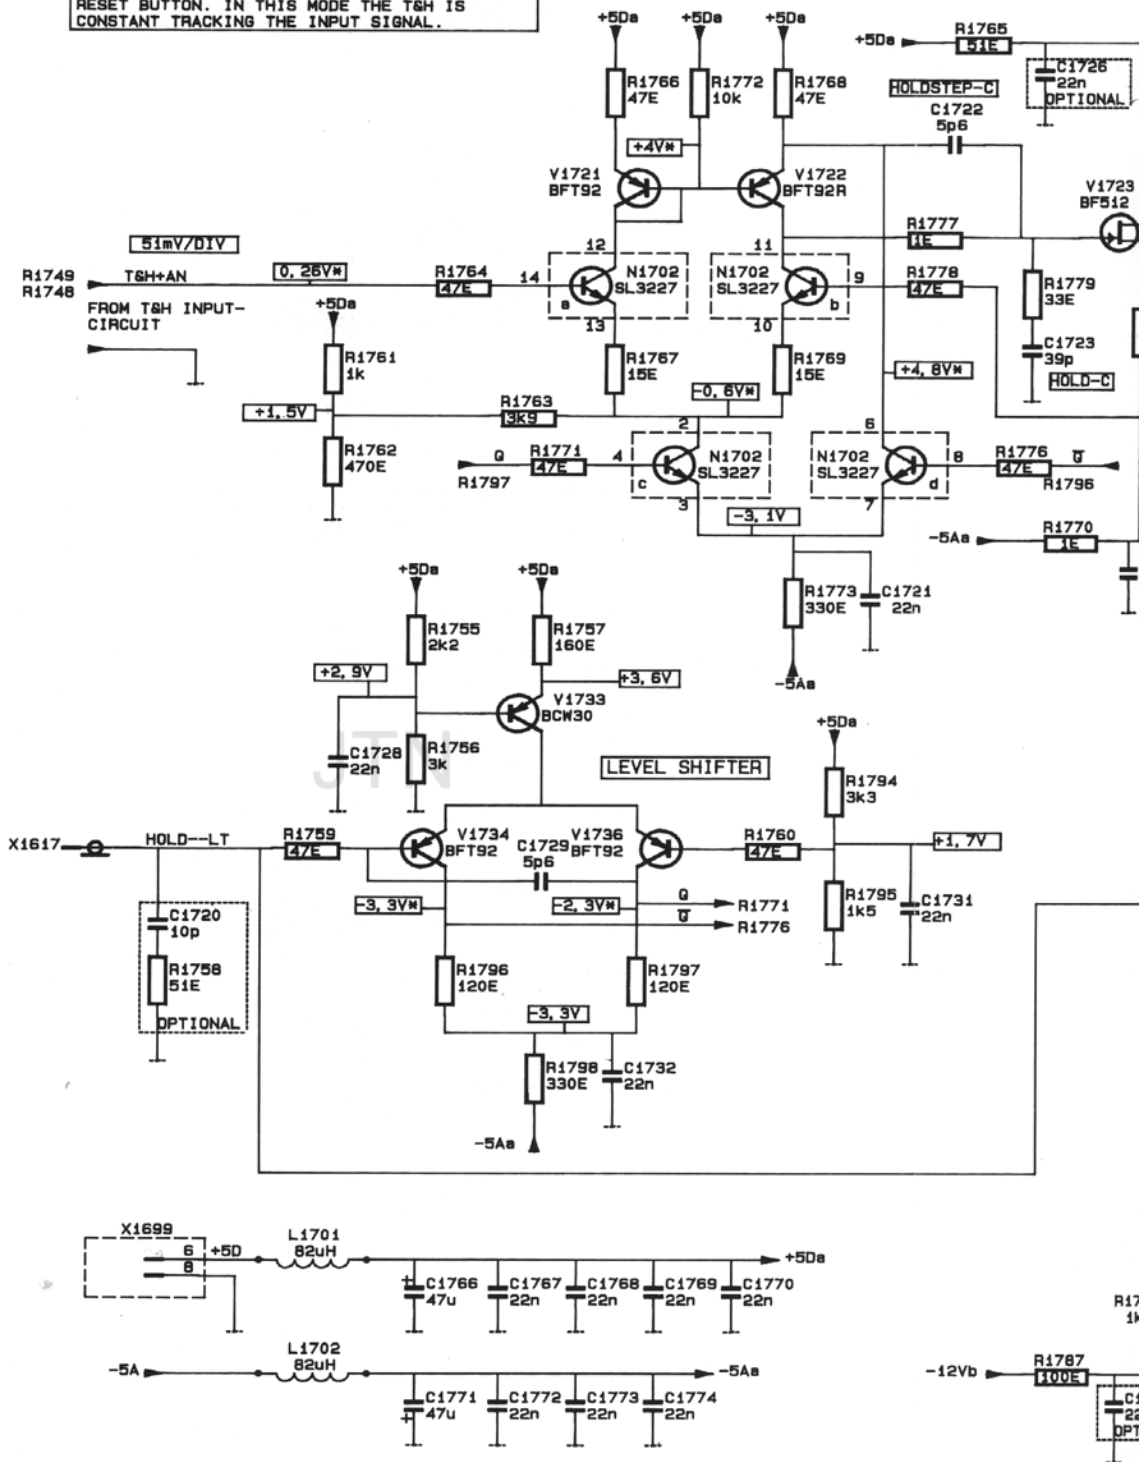 RESET BUTTON. IN THIS MODE THE T&H IS
CONSTANT TRACKING THE INPUT SIGNAL.
+5Da
+5Da
+5Da
+5Da
R1765
51E
C1726
22n
OPTIONAL
R1766
47E
R1772
10k
R1768
47E
HOLDSTEP-C
C1722
5p6
+4V*
V1721
BFT92
V1722
BFT92R
V1723
BF512
51mV/DIV
R1749
R1748
T&H+AN
0,26V*
R1764
47E
14
12
N1702
SL3227
a
13
11
N1702
SL3227
b
10
9
R1777
1E
R1778
47E
R1779
33E
C1723
39p
HOLD-C
FROM T&H INPUT-
CIRCUIT
+5Da
R1761
1k
R1767
15E
R1769
15E
+4,8V*
-0,6V*
+1,5V
R1763
3k9
R1762
470E
Q
R1797
R1771
47E
4
2
N1702
SL3227
c
3
6
N1702
SL3227
d
7
8
R1776
47E
Q
R1796
-3,1V
-5Aa
R1770
1E
R1773
330E
C1721
22n
-5Aa
+5Da
+5Da
R1755
2k2
R1757
160E
+2,9V
+3,6V
V1733
BCW30
C1728
22n
R1756
3k
JTN
LEVEL SHIFTER
+5Da
R1794
3k3
X1617
HOLD--LT
R1759
47E
V1734
BFT92
C1729
5p6
V1736
BFT92
R1760
47E
+1,7V
-3,3V*
-2,3V*
Q
R1771
Q
R1776
R1795
1k5
C1731
22n
C1720
10p
R1758
51E
OPTIONAL
R1796
120E
R1797
120E
-3,3V
R1798
330E
C1732
22n
-5Aa
X1699
6
+5D
8
L1701
82uH
+5Da
C1766
47u
C1767
22n
C1768
22n
C1769
22n
C1770
22n
-5A
L1702
82uH
-5Aa
C1771
47u
C1772
22n
C1773
22n
C1774
22n
-12Vb
R1787
100E